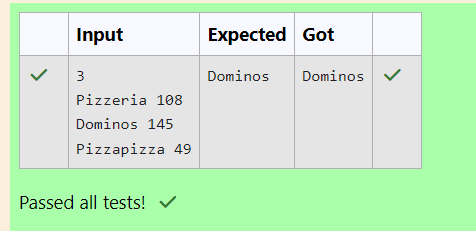 Input Expected Got
3 Dominos Dominos
Pizzeria 108
Dominos 145
Pizzapizza 49
Passed all tests!